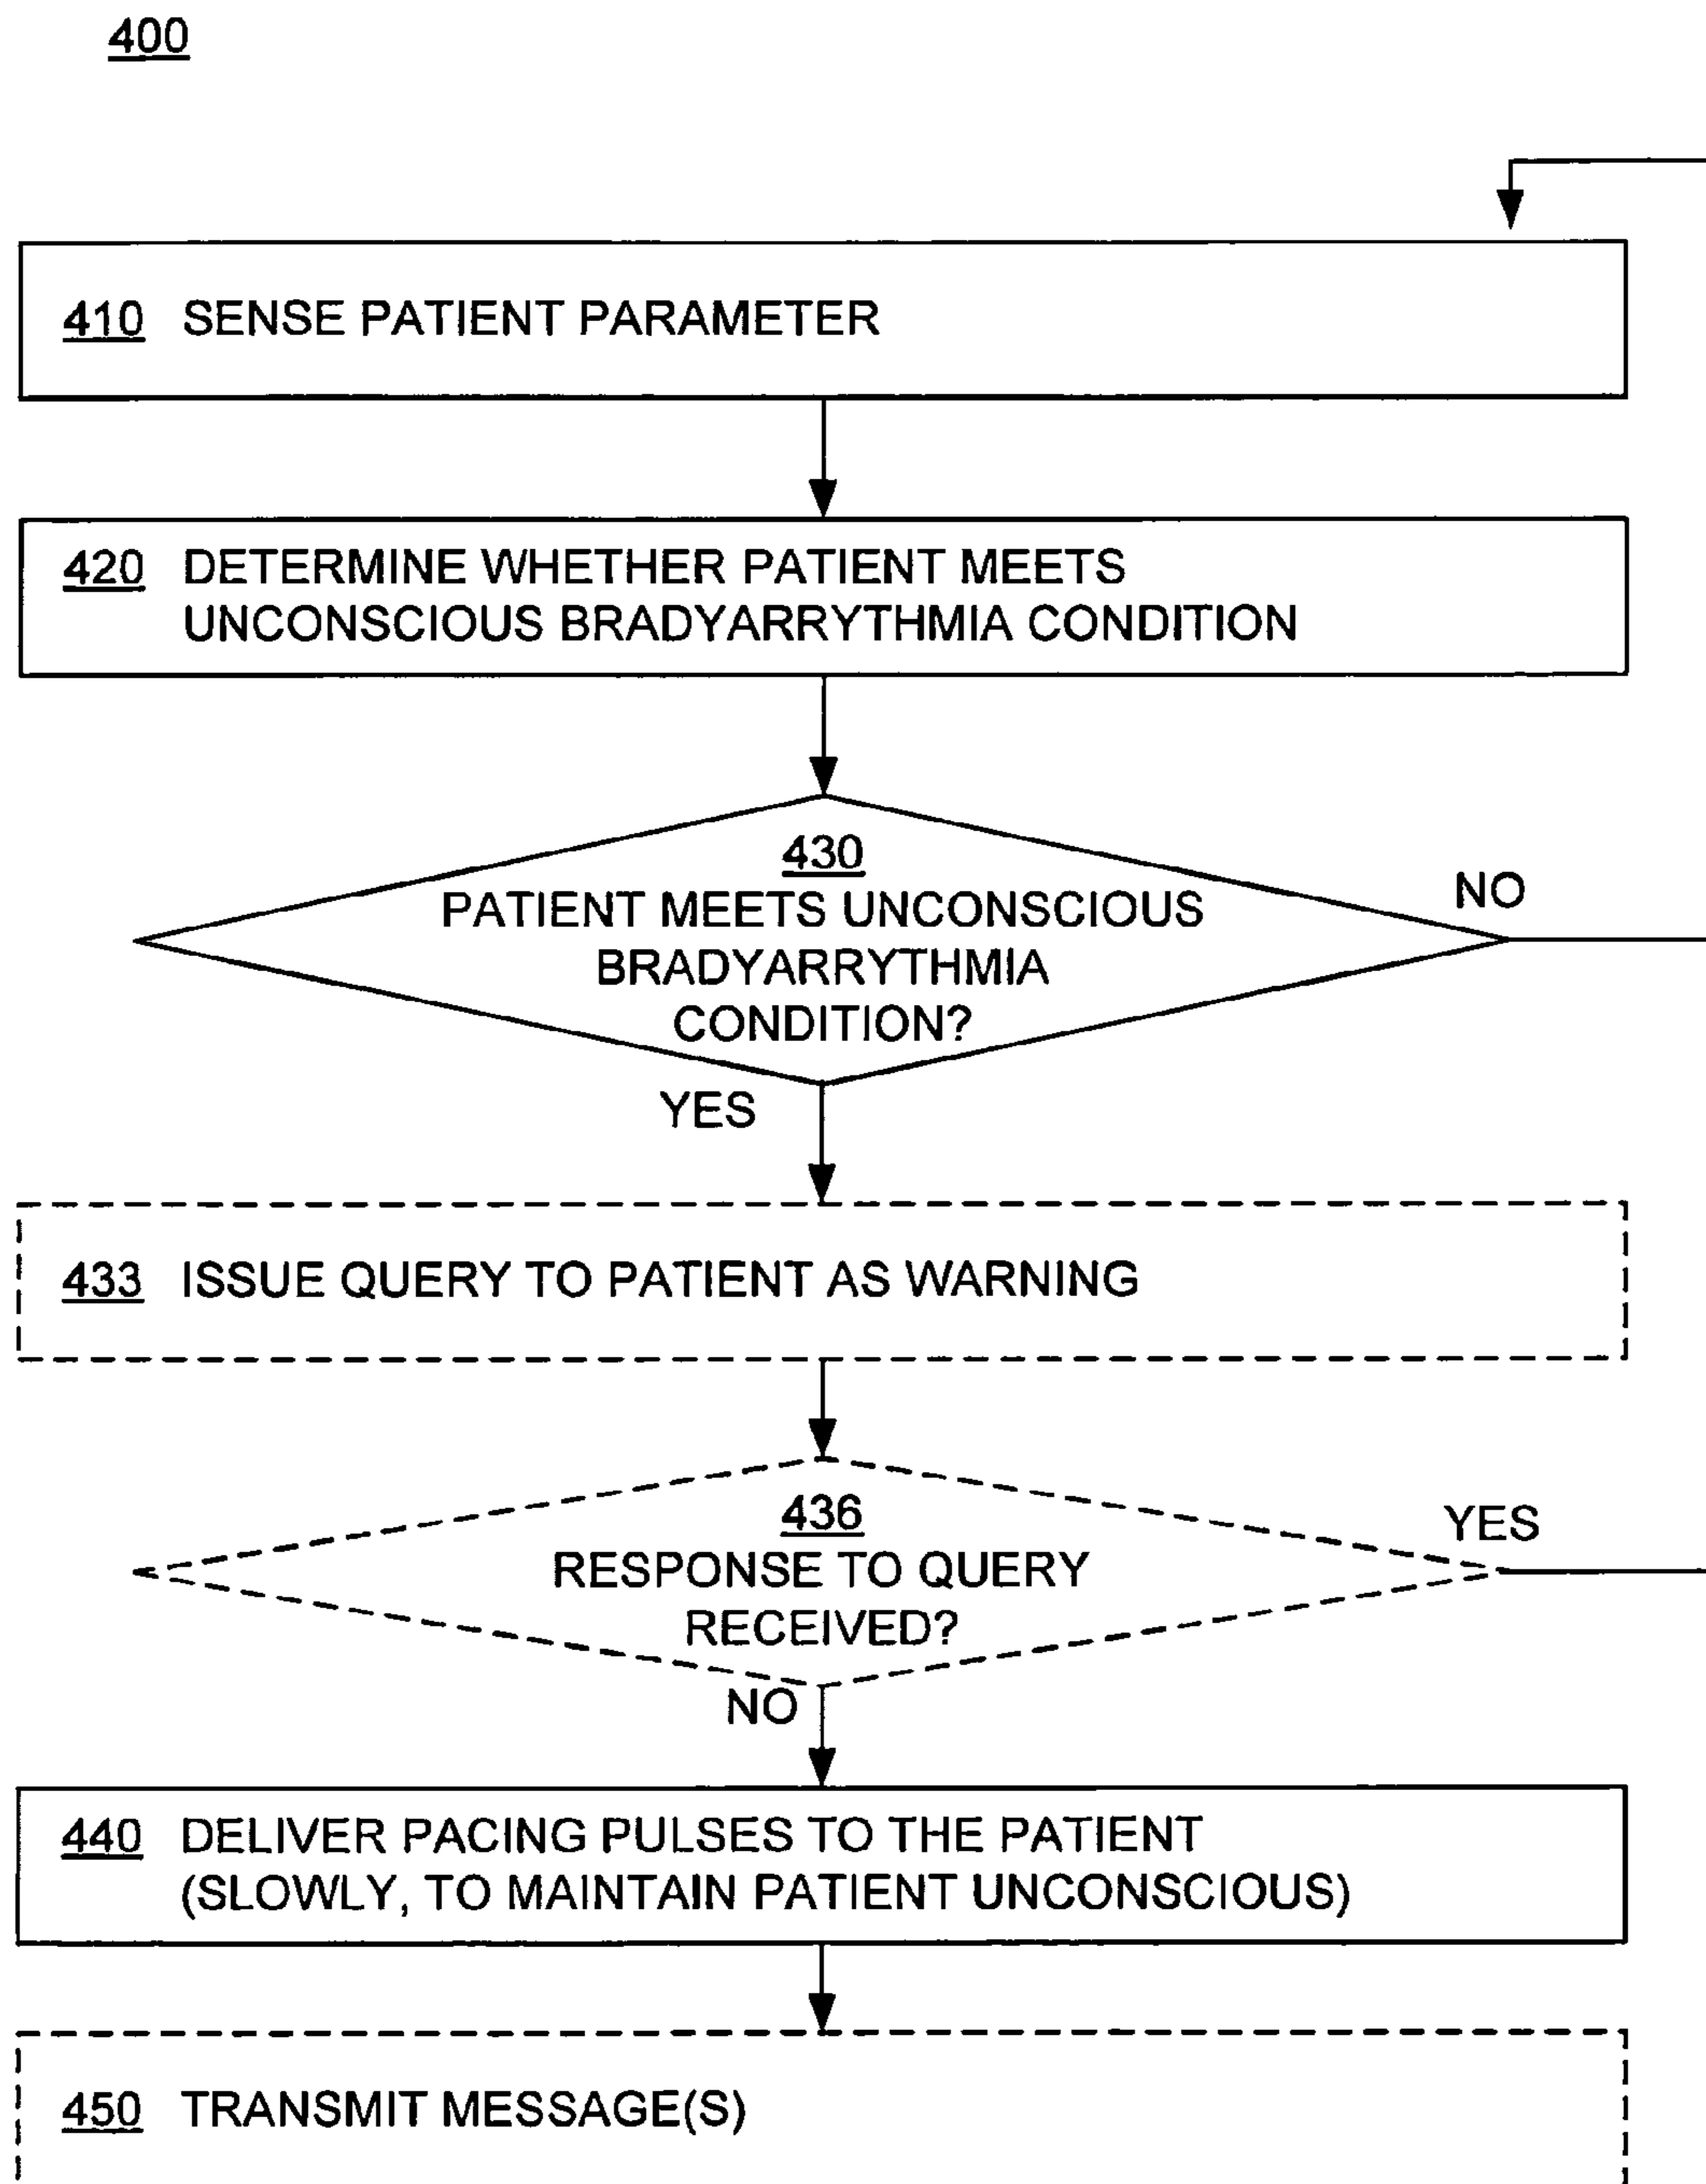 400
410 SENSE PATIENT PARAMETER
420 DETERMINE WHETHER PATIENT MEETS
UNCONSCIOUS BRADYARRYTHMIA CONDITION
430
PATIENT MEETS UNCONSCIOUS
BRADYARRYTHMIA
CONDITION?
NO
YES
433 ISSUE QUERY TO PATIENT AS WARNING
436
RESPONSE TO QUERY
RECEIVED?
YES
NO
440 DELIVER PACING PULSES TO THE PATIENT
(SLOWLY, TO MAINTAIN PATIENT UNCONSCIOUS)
450 TRANSMIT MESSAGE(S)